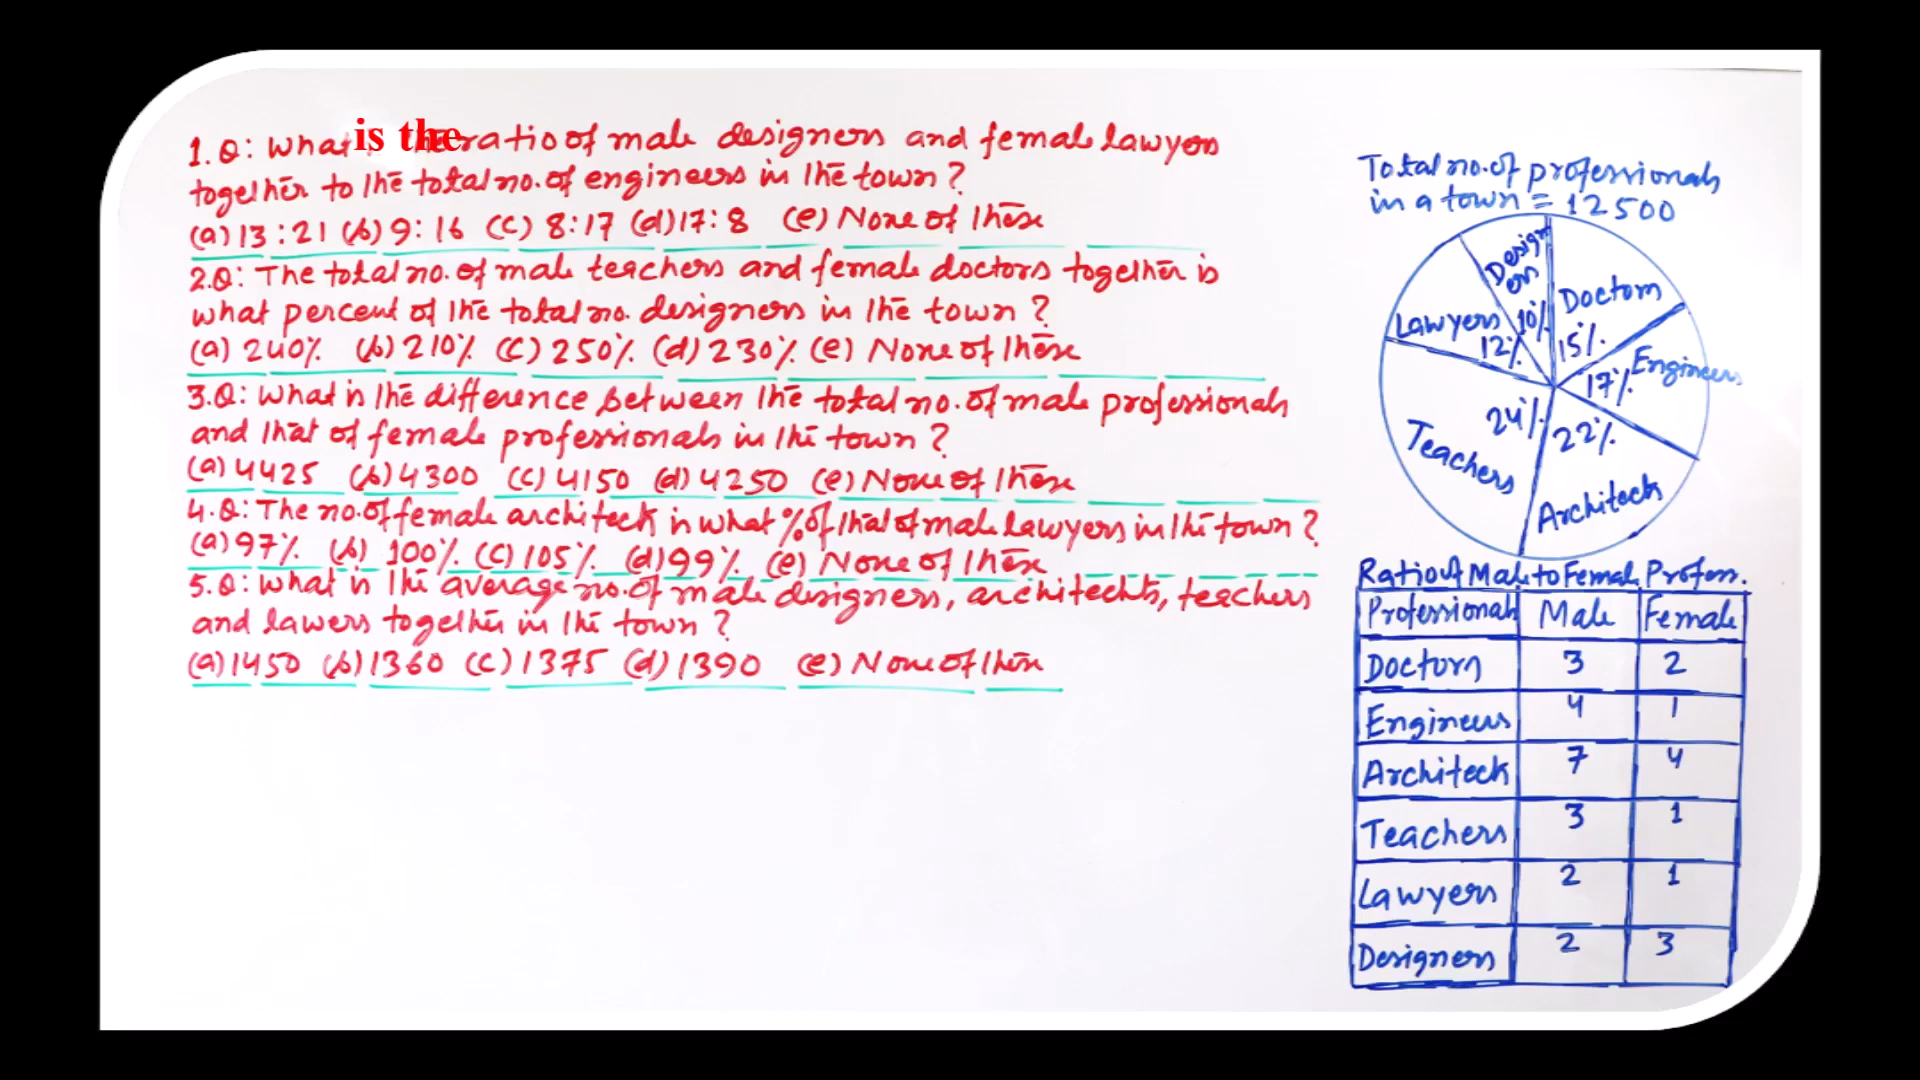 1.Q: What is the ratio of male designers and female lawyers
together to the total no. of engineers in the town?
(a) 13:21 (b) 9:16 (c) 8:17 (d) 17:8 (e) None of these
2.Q: The total no. of male teachers and female doctors together is
what percent of the total no. designers in the town?
(a) 240% (b) 210% (c) 250% (d) 230% (e) None of these
3.Q: What is the difference between the total no. of male professionals
and that of female professionals in the town?
(a) 4425 (b) 4300 (c) 4150 (d) 4250 (e) None of these
4.Q: The no. of female architeck is what % of that of male lawyers in the town?
(a) 97% (b) 100% (c) 105% (d) 99% (e) None of these
5.Q: What is the average no. of male designers, architechts, teachers
and lawers together in the town?
(a) 1450 (b) 1360 (c) 1375 (d) 1390 (e) None of these
Total no. of professionals
in a town = 12500
Designers
10%
Doctors
15%
Lawyers
12%
Engineers
17%
24%
Teachers
22%
Architeck
Ratio of Male to Female Profess.
Professionals Male Female
Doctors 3 2
Engineers 4 1
Architeck 7 4
Teachers 3 1
Lawyers 2 1
Designers 2 3